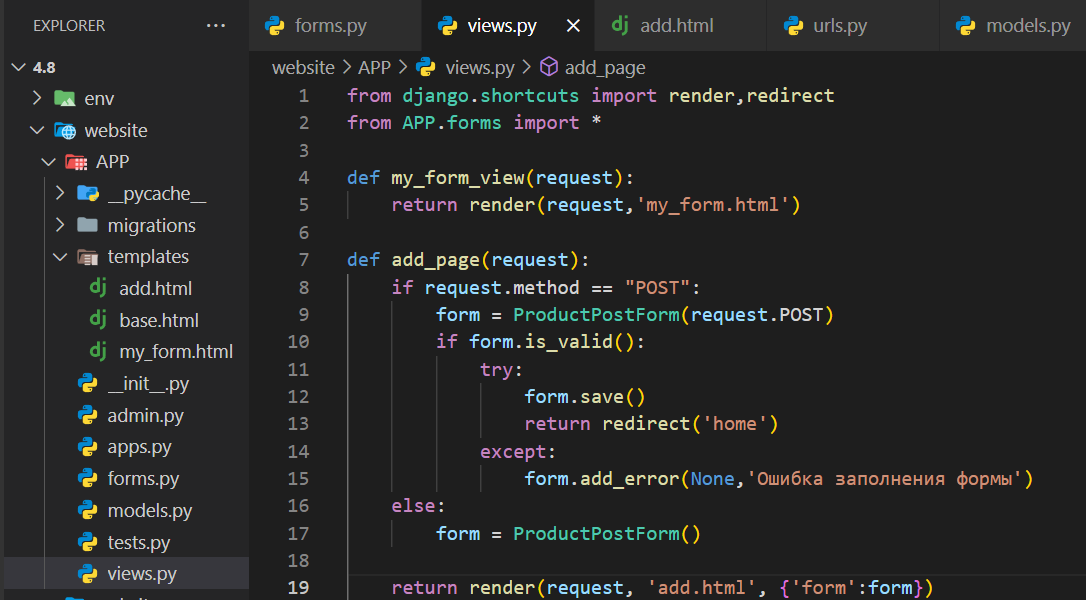 EXPLORER ...
4.8
env
website
APP
__pycache__
migrations
templates
add.html
base.html
my_form.html
__init__.py
admin.py
apps.py
forms.py
models.py
tests.py
views.py
forms.py views.py add.html urls.py models.py
website > APP > views.py > add_page
1 from django.shortcuts import render,redirect
2 from APP.forms import *
3
4 def my_form_view(request):
5     return render(request,'my_form.html')
6
7 def add_page(request):
8     if request.method == "POST":
9         form = ProductPostForm(request.POST)
10         if form.is_valid():
11             try:
12                 form.save()
13                 return redirect('home')
14             except:
15                 form.add_error(None,'Ошибка заполнения формы')
16     else:
17         form = ProductPostForm()
18
19     return render(request, 'add.html', {'form':form})